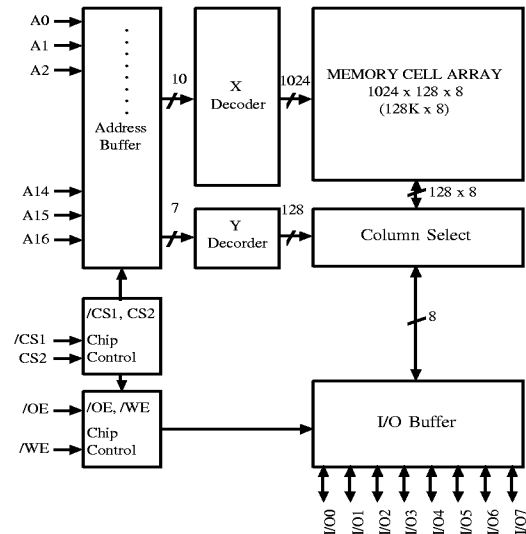 A0
A1
A2
A14
A15
A16
Address
Buffer
10
7
X
Decoder
1024
Y
Decorder
128
MEMORY CELL ARRAY
1024 x 128 x 8
(128K x 8)
128 x 8
Column Select
8
/CS1
CS2
/CS1, CS2
Chip
Control
/OE
/WE
/OE, /WE
Chip
Control
I/O Buffer
I/O0
I/O1
I/O2
I/O3
I/O4
I/O5
I/O6
I/O7